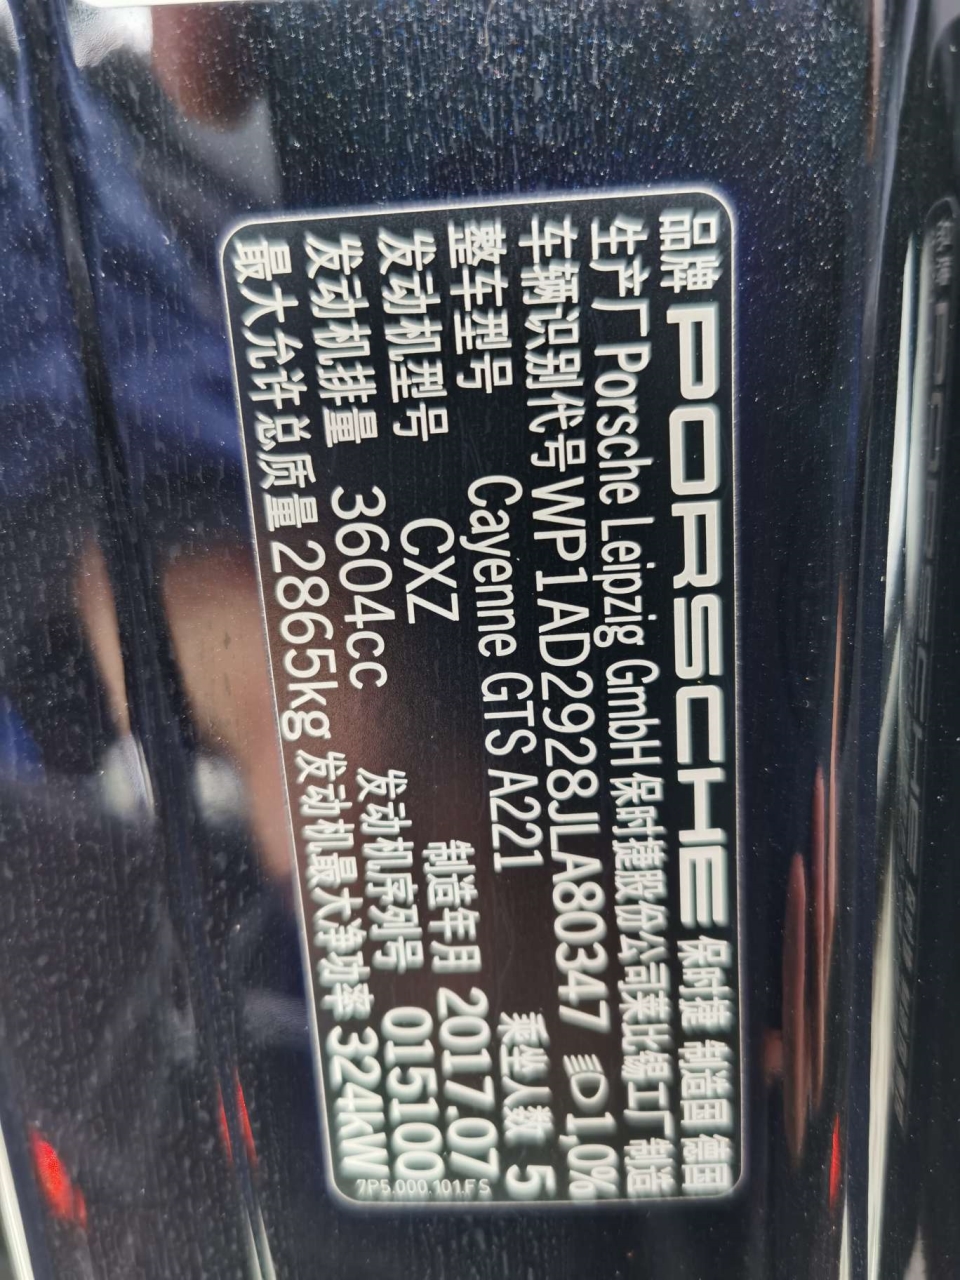 品牌 PORSCHE 保时捷 制造国 德国
生产厂 Porsche Leipzig GmbH 保时捷股份公司莱比锡工厂 制造
车辆识别代号 WP1AD2928JLA80347 1,0%
整车型号 Cayenne GTS A221 乘坐人数 5
发动机型号 CXZ 制造年月 2017.07
发动机排量 3604cc 发动机序列号 015100
最大允许总质量 2865kg 发动机最大净功率 324kW
7P5.000.101.FS